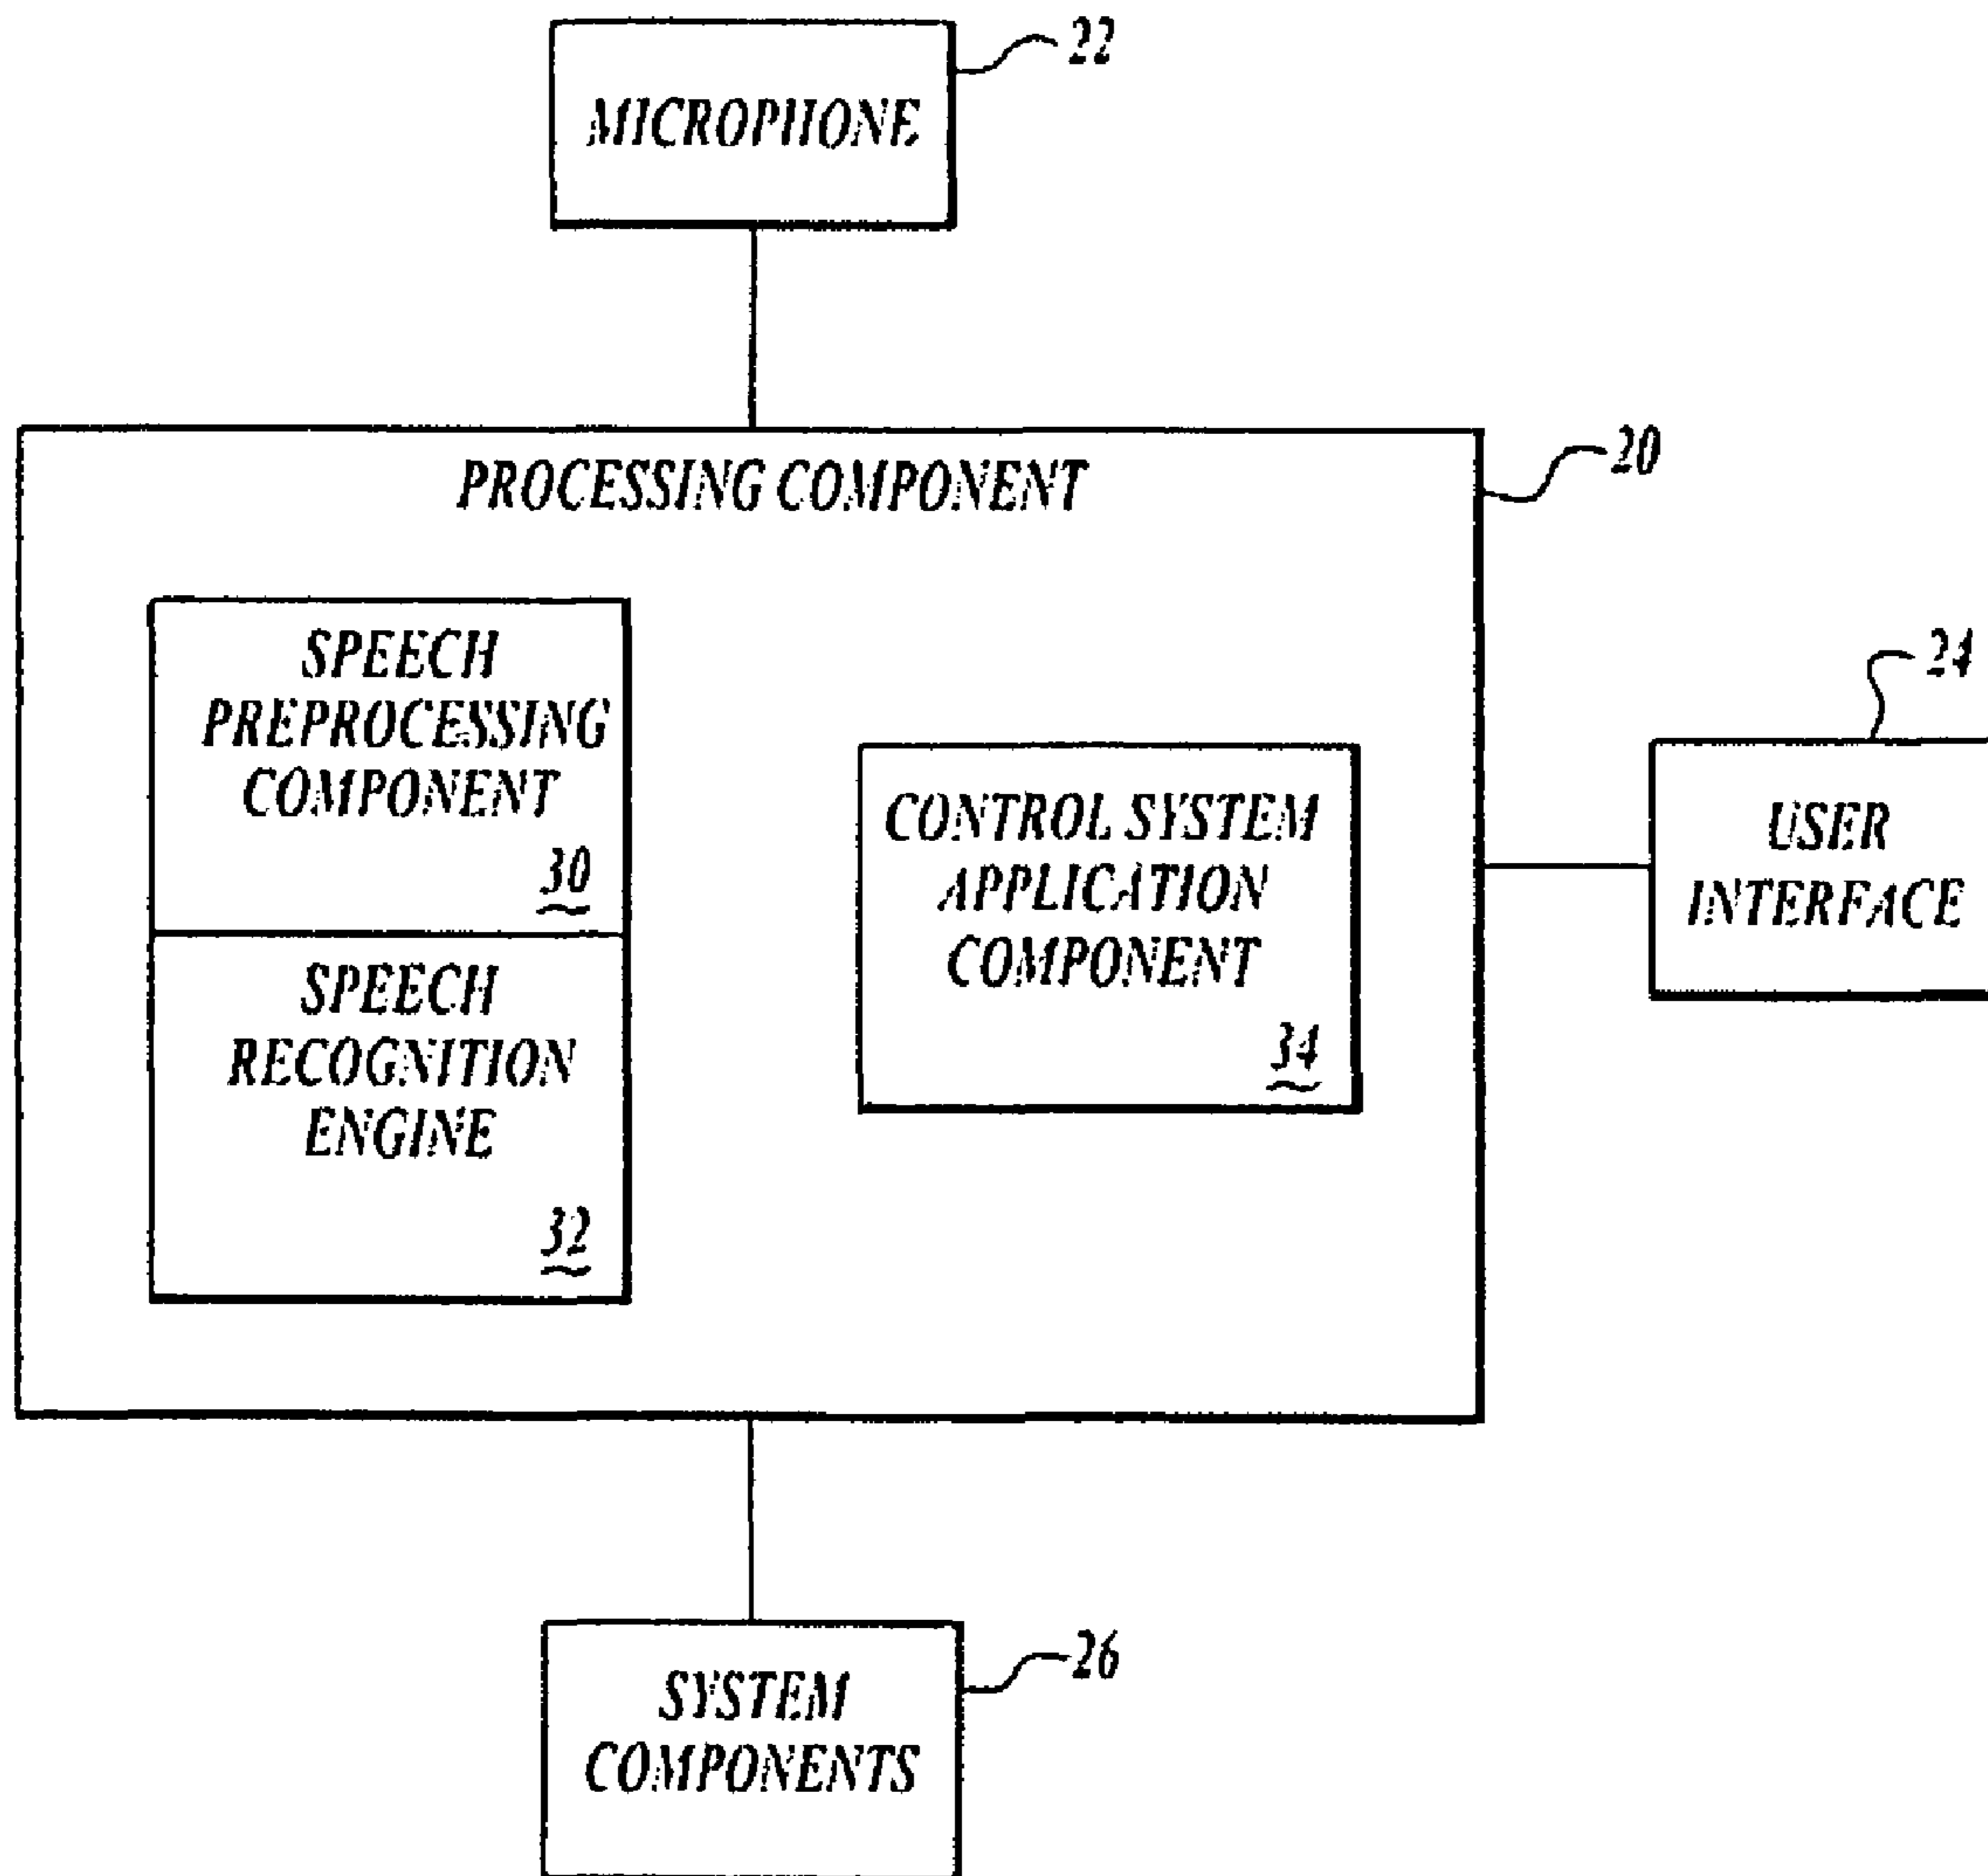 22
MICROPHONE
PROCESSING COMPONENT
20
SPEECH
PREPROCESSING
COMPONENT
30
SPEECH
RECOGNITION
ENGINE
32
CONTROL SYSTEM
APPLICATION
COMPONENT
34
24
USER
INTERFACE
26
SYSTEM
COMPONENTS